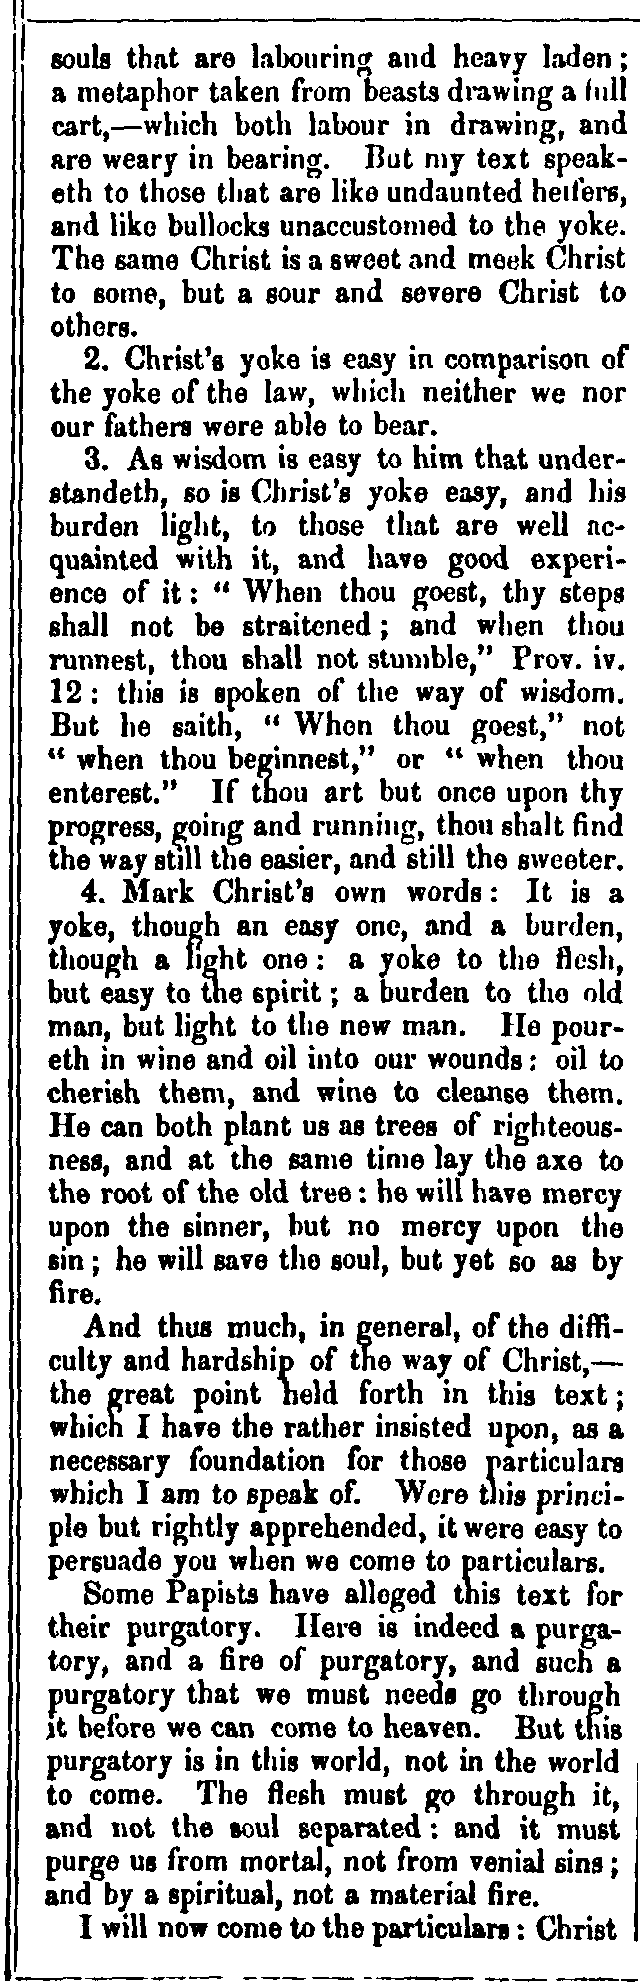 souls that are labouring and heavy laden ;
a metaphor taken from beasts drawing a full
cart,—which both labour in drawing, and
are weary in bearing. But my text speak-
eth to those that are like undaunted heifers,
and like bullocks unaccustomed to the yoke.
The same Christ is a sweet and meek Christ
to some, but a sour and severe Christ to
others.
2. Christ's yoke is easy in comparison of
the yoke of the law, which neither we nor
our fathers were able to bear.
3. As wisdom is easy to him that under-
standeth, so is Christ's yoke easy, and his
burden light, to those that are well ac-
quainted with it, and have good experi-
ence of it : “ When thou goest, thy steps
shall not be straitened ; and when thou
runnest, thou shall not stumble,” Prov. iv.
12 : this is spoken of the way of wisdom.
But he saith, “ When thou goest,” not
“ when thou beginnest,” or “ when thou
enterest.” If thou art but once upon thy
progress, going and running, thou shalt find
the way still the easier, and still the sweeter.
4. Mark Christ's own words : It is a
yoke, though an easy one, and a burden,
though a light one : a yoke to the flesh,
but easy to the spirit ; a burden to the old
man, but light to the new man. He pour-
eth in wine and oil into our wounds : oil to
cherish them, and wine to cleanse them.
He can both plant us as trees of righteous-
ness, and at the same time lay the axe to
the root of the old tree : he will have mercy
upon the sinner, but no mercy upon the
sin ; he will save the soul, but yet so as by
fire.
And thus much, in general, of the diffi-
culty and hardship of the way of Christ,—
the great point held forth in this text ;
which I have the rather insisted upon, as a
necessary foundation for those particulars
which I am to speak of. Were this princi-
ple but rightly apprehended, it were easy to
persuade you when we come to particulars.
Some Papists have alleged this text for
their purgatory. Here is indeed a purga-
tory, and a fire of purgatory, and such a
purgatory that we must needs go through
it before we can come to heaven. But this
purgatory is in this world, not in the world
to come. The flesh must go through it,
and not the soul separated : and it must
purge us from mortal, not from venial sins ;
and by a spiritual, not a material fire.
I will now come to the particulars : Christ